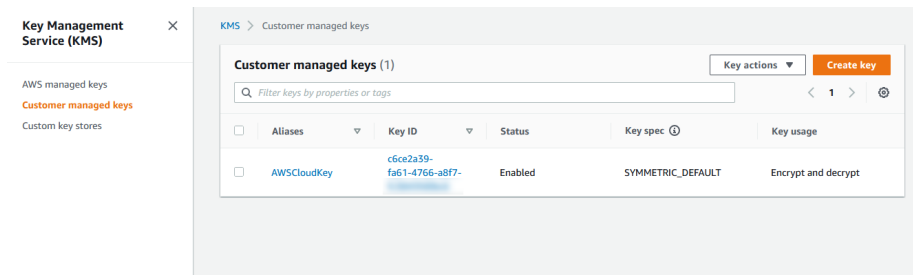 Key Management
Service (KMS)
AWS managed keys
Customer managed keys
Custom key stores
KMS > Customer managed keys
Customer managed keys (1)
Key actions
Create key
Filter keys by properties or tags
1
Aliases
Key ID
Status
Key spec
Key usage
AWSCloudKey
c6ce2a39-
fa61-4766-a8f7-
Enabled
SYMMETRIC_DEFAULT
Encrypt and decrypt